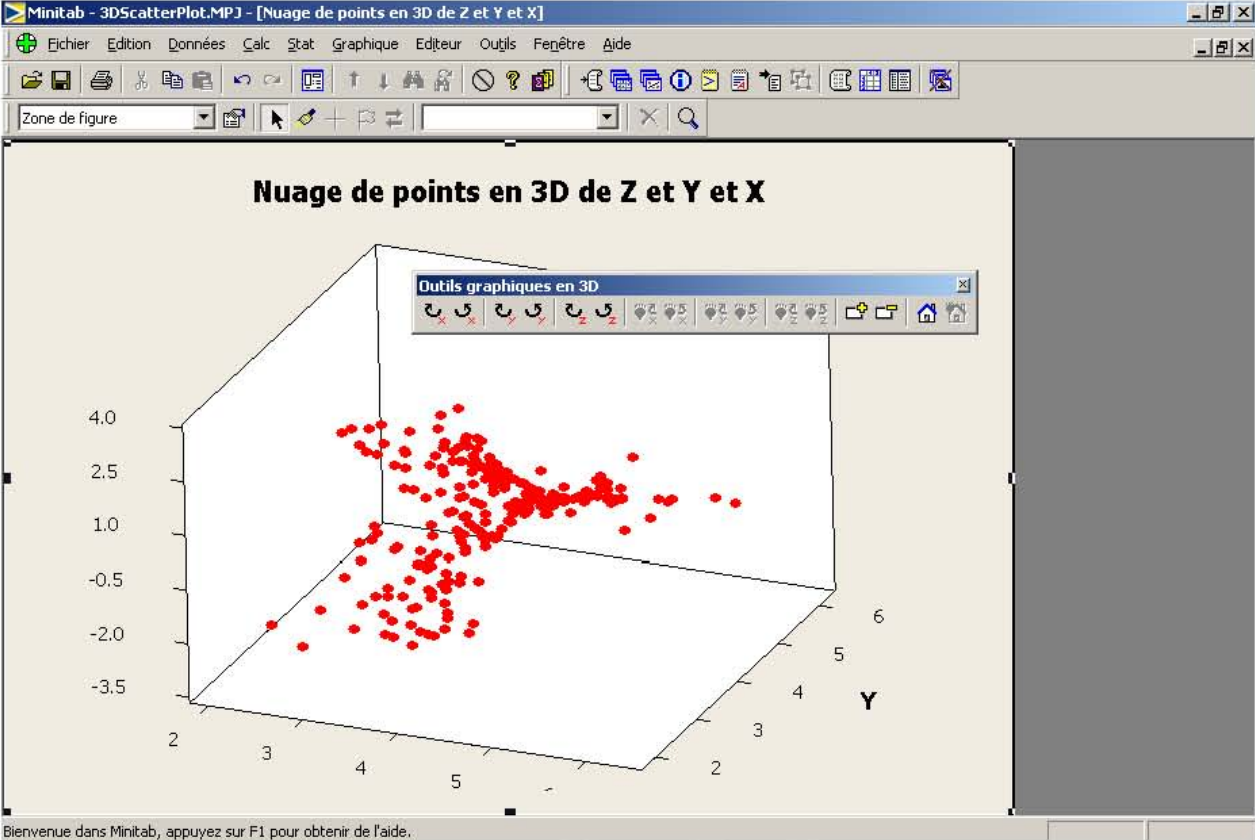 Minitab - 3DScatterPlot.MPJ - [Nuage de points en 3D de Z et Y et X]
Fichier Edition Données Calc Stat Graphique Editeur Outils Fenêtre Aide
Zone de figure
Nuage de points en 3D de Z et Y et X
Outils graphiques en 3D
x x y y z z x x y y z z
4.0
2.5
1.0
-0.5
-2.0
-3.5
2
3
4
5
2
3
4
5
6
Y
Bienvenue dans Minitab, appuyez sur F1 pour obtenir de l'aide.